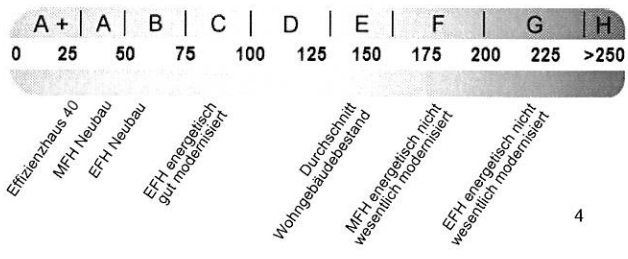 A+ | A | B | C | D | E | F | G | H
0 25 50 75 100 125 150 175 200 225 >250
Effizienzhaus 40
MFH Neubau
EFH Neubau
EFH energetisch
gut modernisiert
Durchschnitt
Wohngebäudebestand
MFH energetisch nicht
wesentlich modernisiert
EFH energetisch nicht
wesentlich modernisiert
4